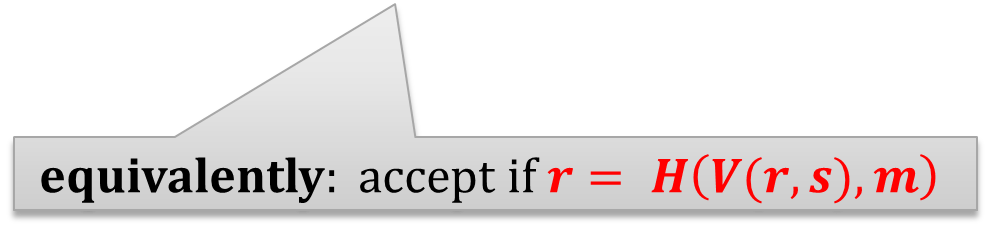 equivalently: accept if r = H(V(r, s), m)